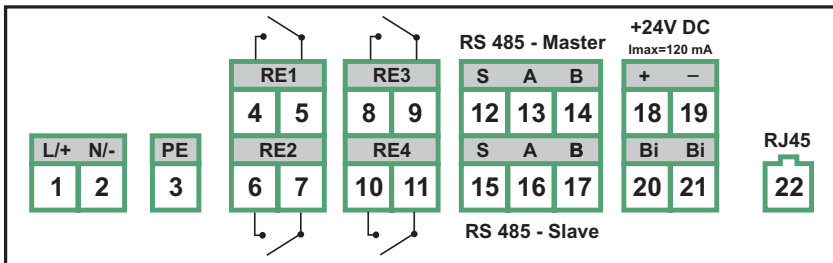 +24V DC
RS 485 - Master
Imax=120 mA
RE1 RE3 S A B + –
4 5 8 9 12 13 14 18 19
L/+ N/- PE RE2 RE4 S A B Bi Bi RJ45
1 2 3 6 7 10 11 15 16 17 20 21 22
RS 485 - Slave